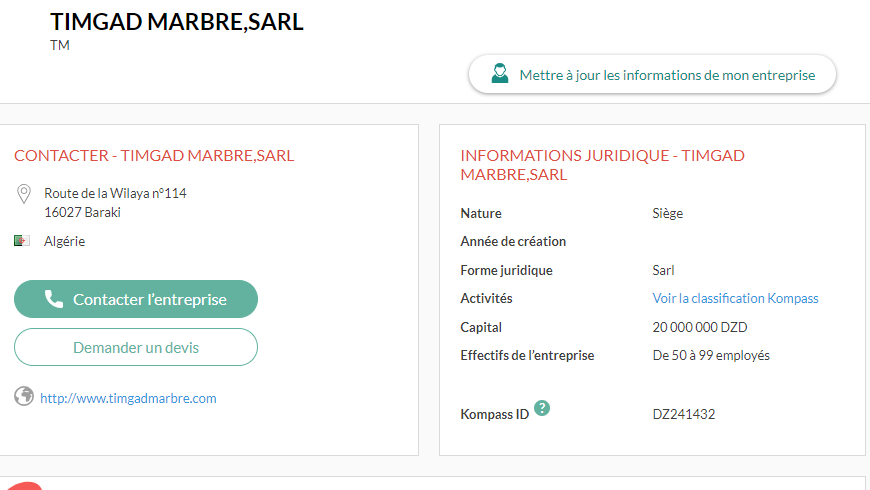 TIMGAD MARBRE,SARL
TM
Mettre à jour les informations de mon entreprise
CONTACTER - TIMGAD MARBRE,SARL
Route de la Wilaya n°114
16027 Baraki
Algérie
Contacter l'entreprise
Demander un devis
http://www.timgadmarbre.com
INFORMATIONS JURIDIQUE - TIMGAD
MARBRE,SARL
Nature Siège
Année de création
Forme juridique Sarl
Activités Voir la classification Kompass
Capital 20 000 000 DZD
Effectifs de l'entreprise De 50 à 99 employés
Kompass ID ? DZ241432